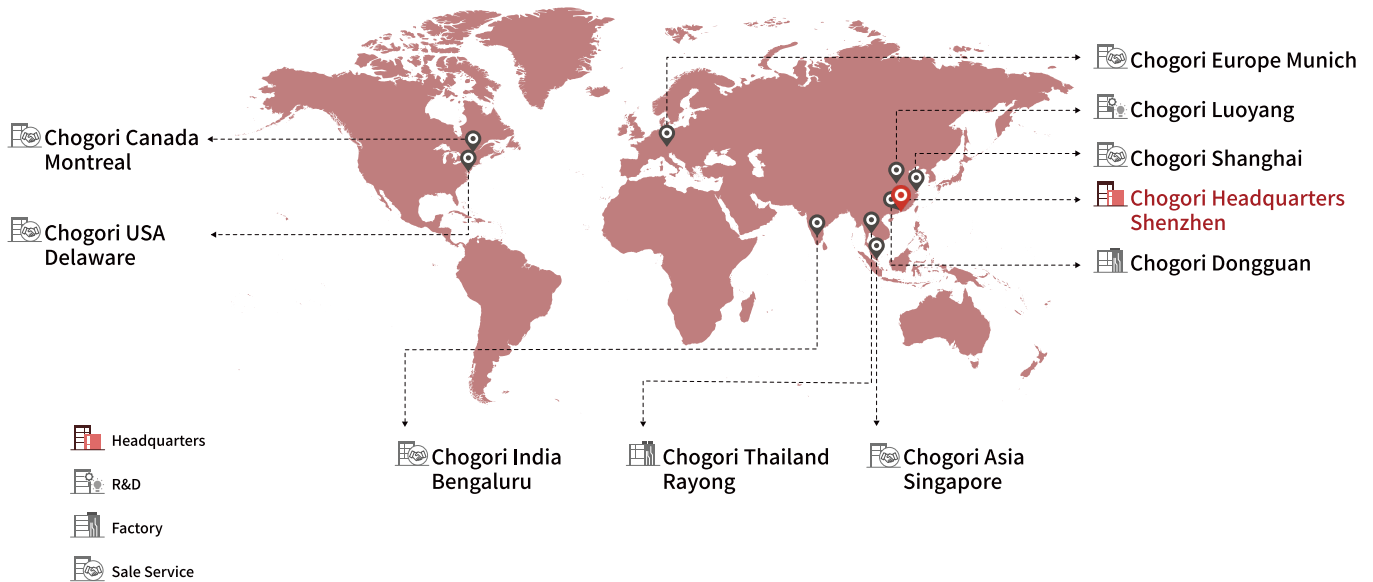 Chogori Europe Munich
Chogori Luoyang
Chogori Canada
Montreal
Chogori Shanghai
Chogori Headquarters
Shenzhen
Chogori USA
Delaware
Chogori Dongguan
Headquarters
R&D
Factory
Sale Service
Chogori India
Bengaluru
Chogori Thailand
Rayong
Chogori Asia
Singapore